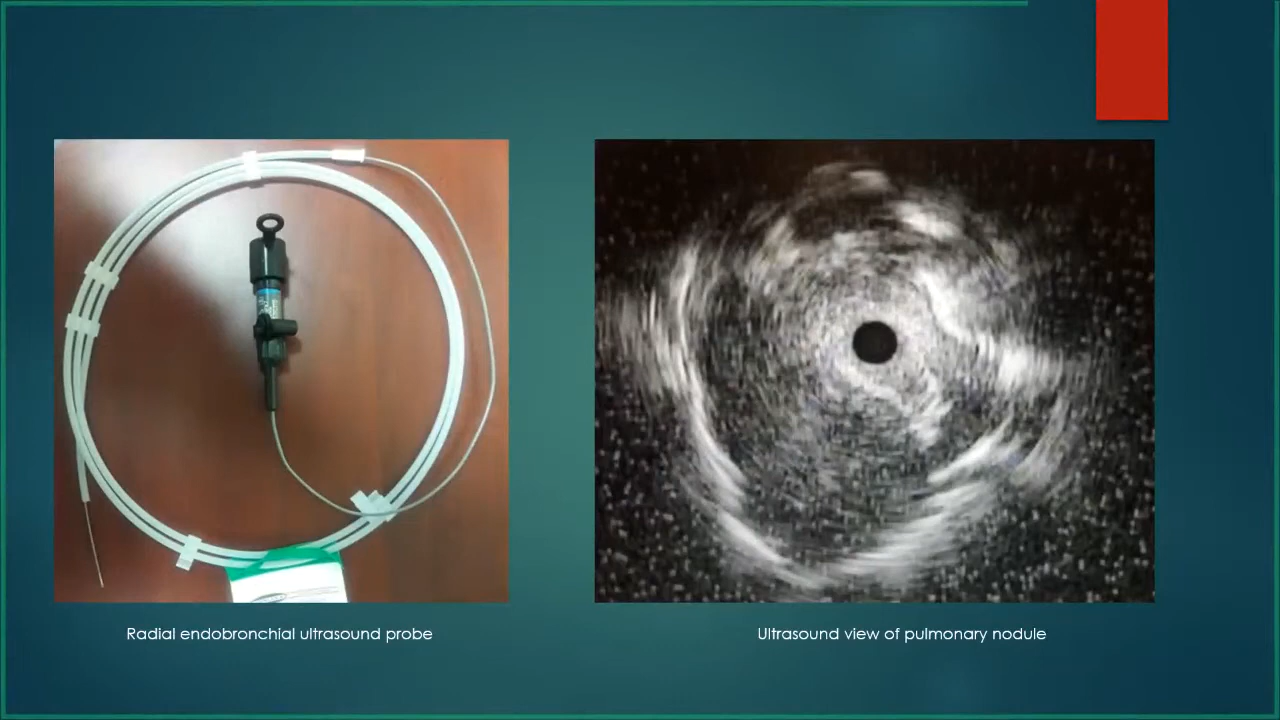 Radial endobronchial ultrasound probe
Ultrasound view of pulmonary nodule